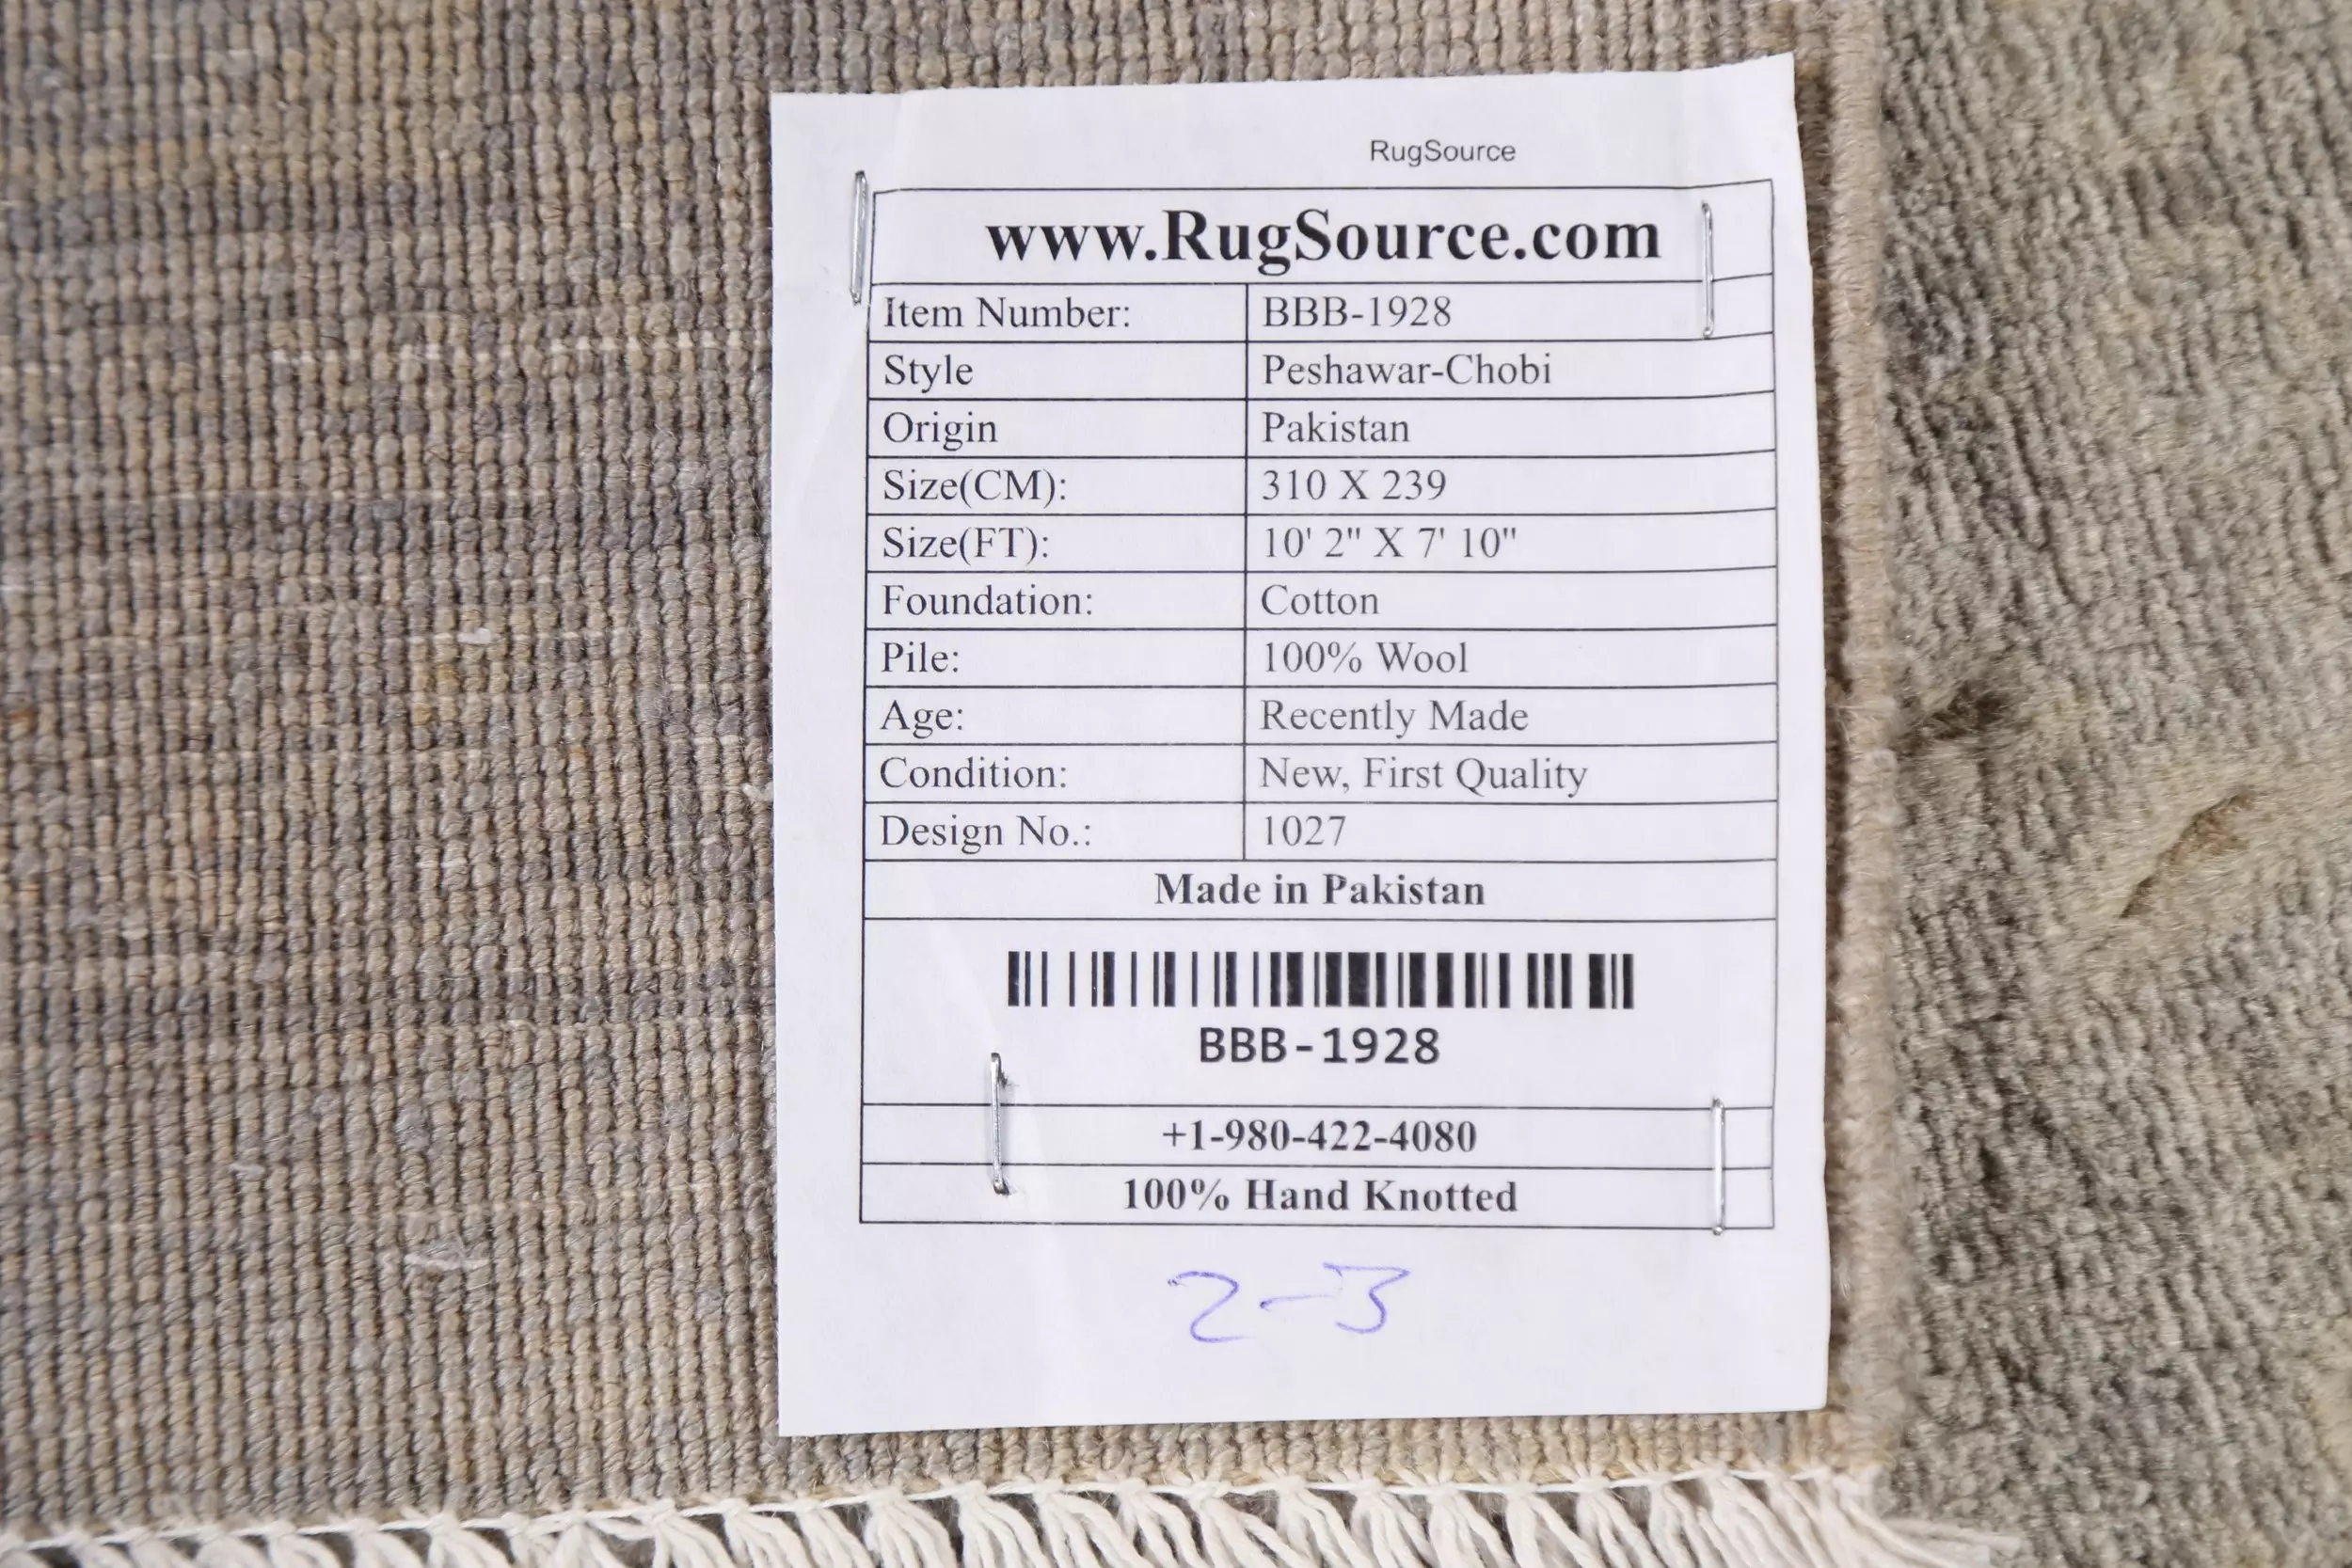 RugSource
www.RugSource.com
Item Number: BBB-1928
Style Peshawar-Chobi
Origin Pakistan
Size(CM): 310 X 239
Size(FT): 10' 2" X 7' 10"
Foundation: Cotton
Pile: 100% Wool
Age: Recently Made
Condition: New, First Quality
Design No.: 1027
Made in Pakistan
BBB-1928
+1-980-422-4080
100% Hand Knotted
2-3